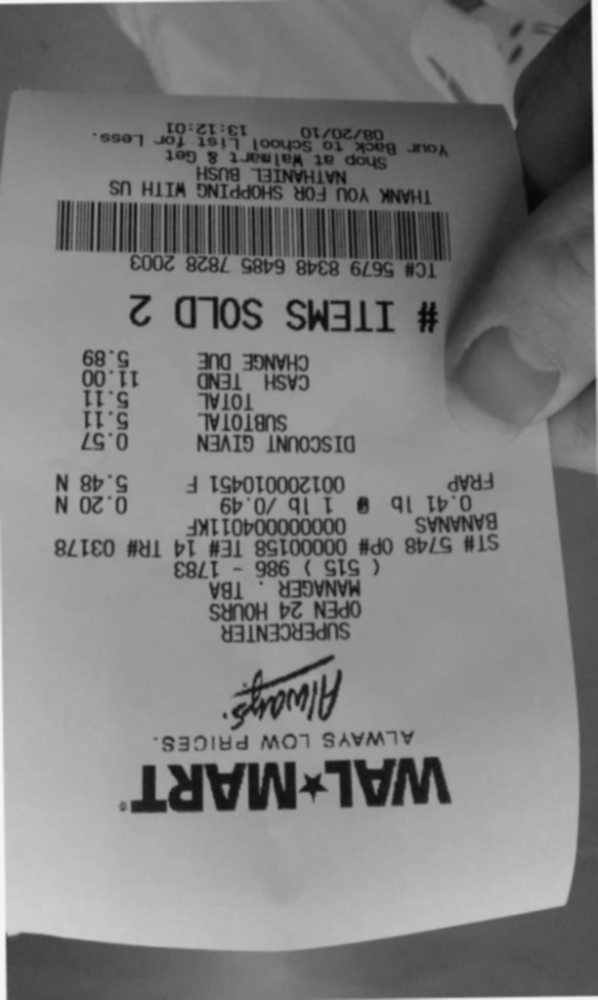 WAL★MART®
ALWAYS LOW PRICES.
Always.
SUPERCENTER
OPEN 24 HOURS
MANAGER . TBA
( 515 ) 986 - 1783
ST# 5748 OP# 00000158 TE# 14 TR# 03178
BANANAS 000000004011KF
0.41 lb @ 1 lb /0.49 0.20 N
FRAP 001200010451 F 5.48 N
DISCOUNT GIVEN 0.57
SUBTOTAL 5.11
TOTAL 5.11
CASH TEND 11.00
CHANGE DUE 5.89
# ITEMS SOLD 2
TC# 5679 8348 6485 7828 2003
THANK YOU FOR SHOPPING WITH US
NATHANIEL BUSH
Shop at Walmart & Get
Your Back to School List for Less.
08/20/10 13:12:01